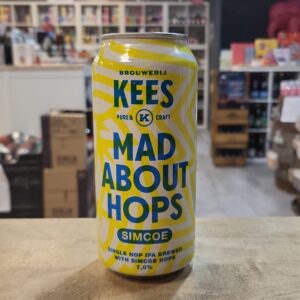 BROUWERIJ
KEES
PURE & K CRAFT
MAD
ABOUT
HOPS
SIMCOE
SINGLE HOP IPA BREWED
WITH SIMCOE HOPS
7,0%